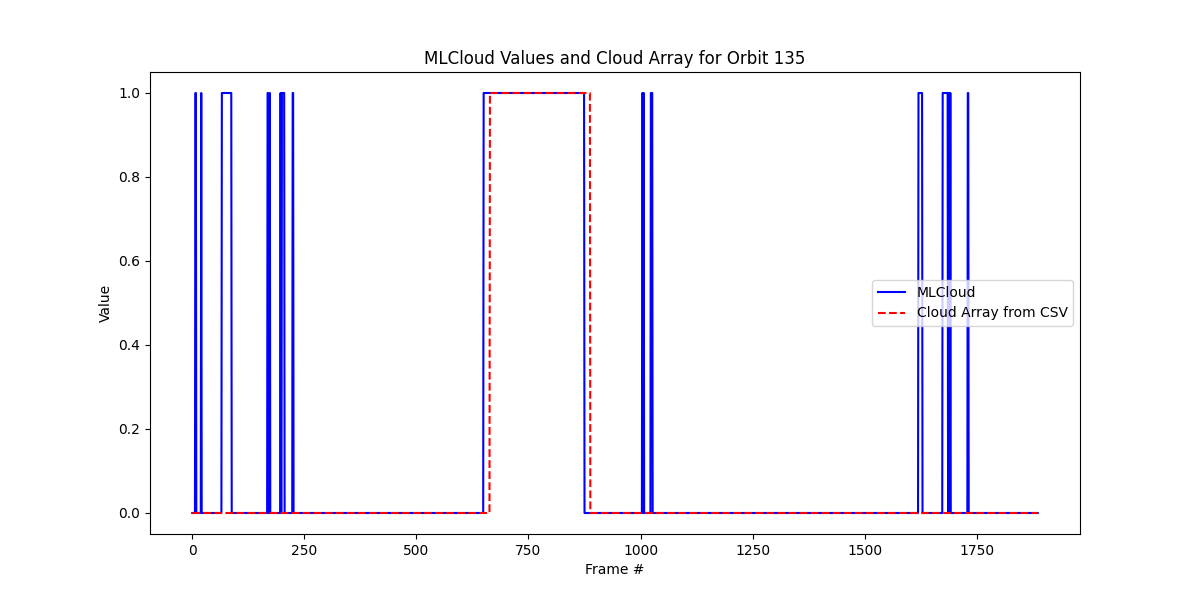 MLCloud Values and Cloud Array for Orbit 135
1.0
0.8
0.6
0.4
0.2
0.0
Value
MLCloud
Cloud Array from CSV
0 250 500 750 1000 1250 1500 1750
Frame #